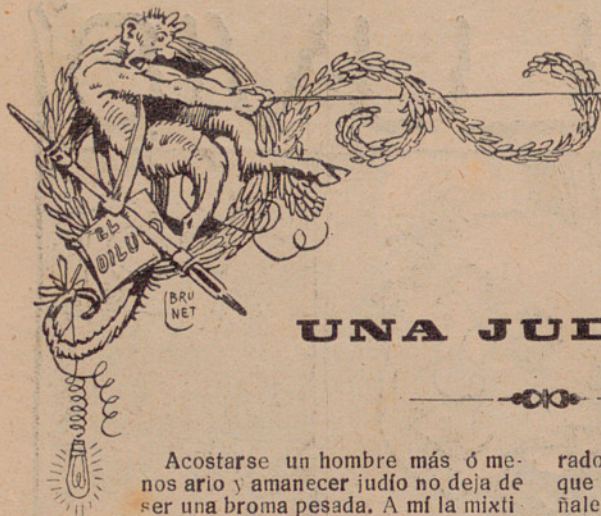 EL
DILUVIO
BRU
NET
UNA JUD
Acostarse un hombre más ó me-
nos ario y amanecer judío no deja de
ser una broma pesada. A mí la mixti-
rado
que
ñale